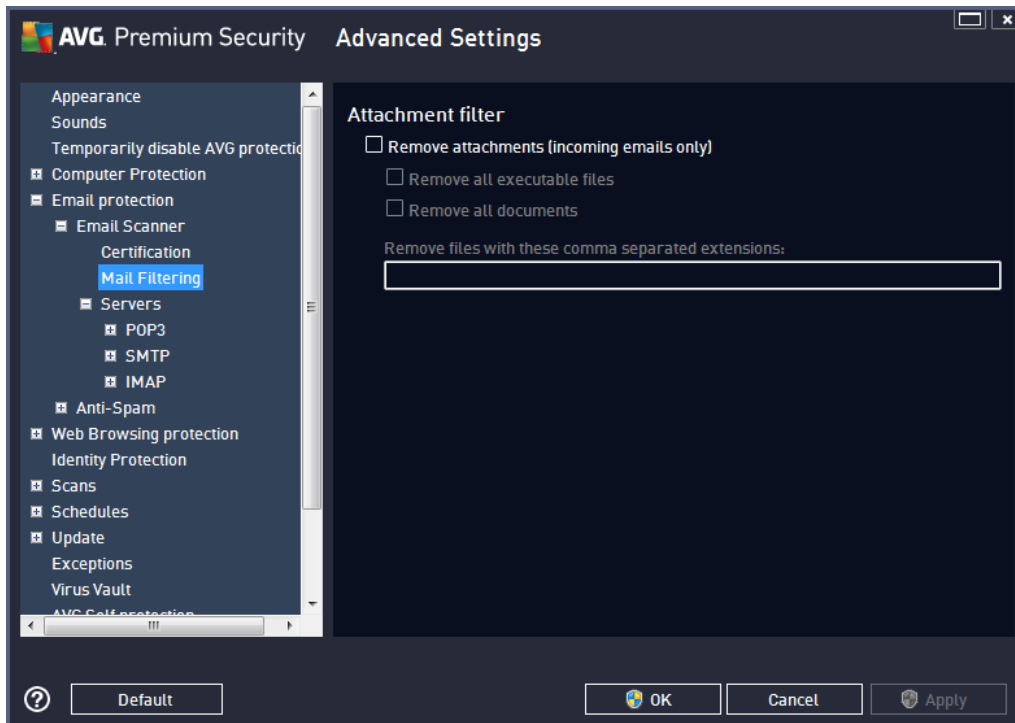 AVG. Premium Security
Advanced Settings
Appearance
Sounds
Temporarily disable AVG protectio
Computer Protection
Email protection
Email Scanner
Certification
Mail Filtering
Servers
POP3
SMTP
IMAP
Anti-Spam
Web Browsing protection
Identity Protection
Scans
Schedules
Update
Exceptions
Virus Vault
AVG Self protection
Attachment filter
Remove attachments (incoming emails only)
Remove all executable files
Remove all documents
Remove files with these comma separated extensions:
Default
OK
Cancel
Apply